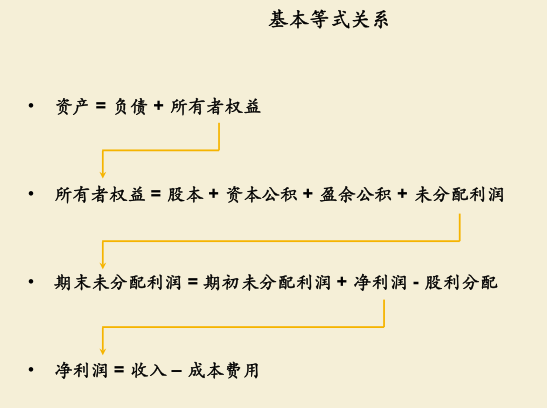 基本等式关系
• 资产 = 负债 + 所有者权益
• 所有者权益 = 股本 + 资本公积 + 盈余公积 + 未分配利润
• 期末未分配利润 = 期初未分配利润 + 净利润 - 股利分配
• 净利润 = 收入 – 成本费用